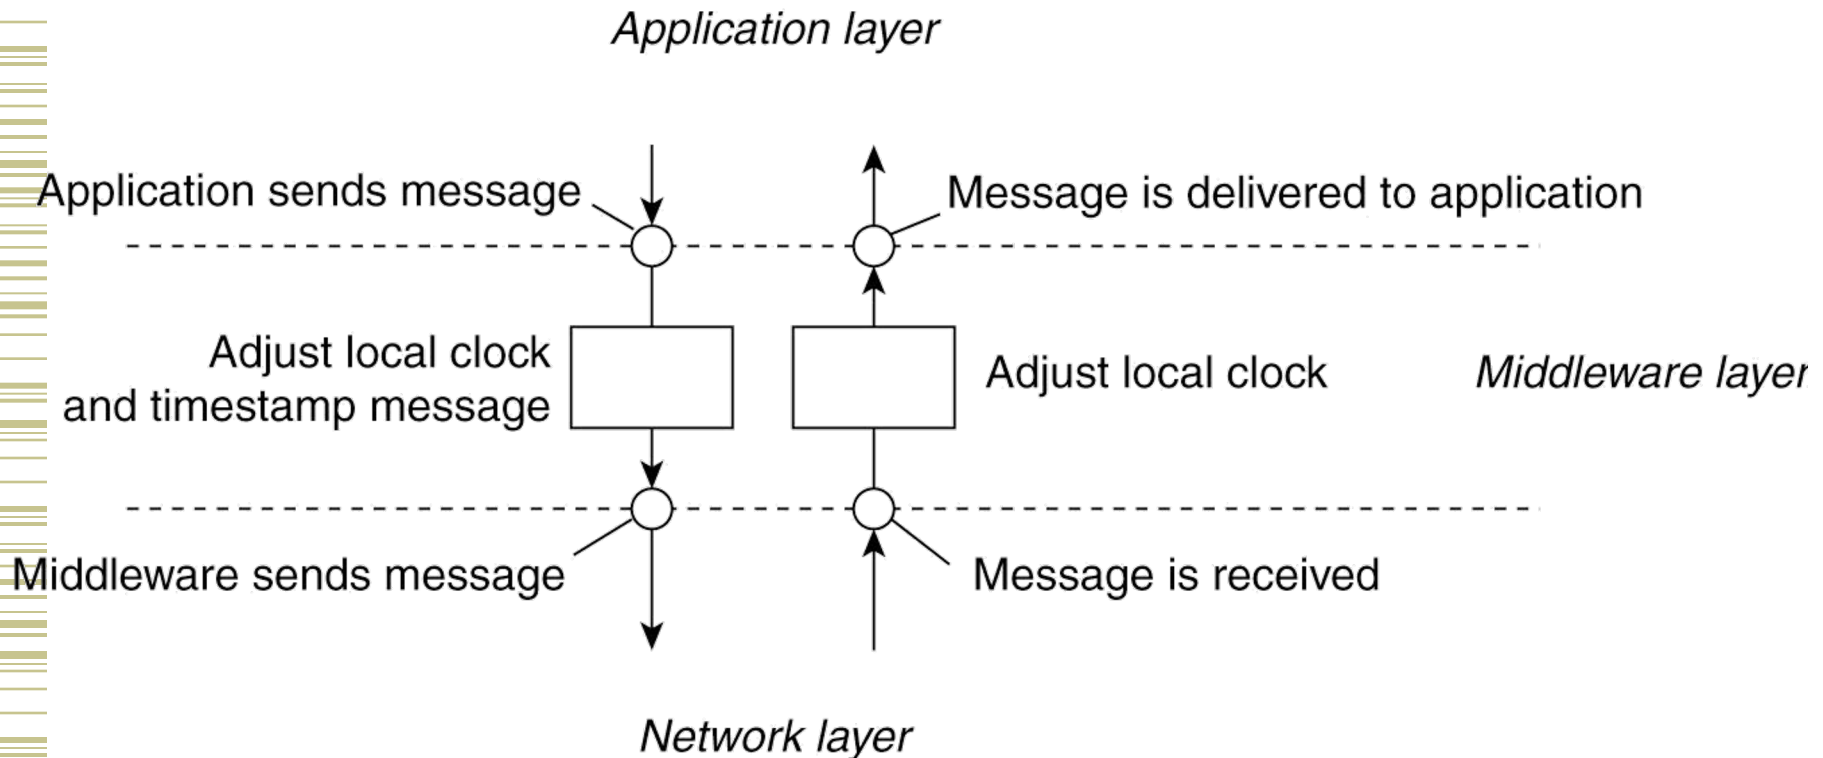 Application layer
Application sends message
Message is delivered to application
Adjust local clock
and timestamp message
Adjust local clock
Middleware layer
Middleware sends message
Message is received
Network layer